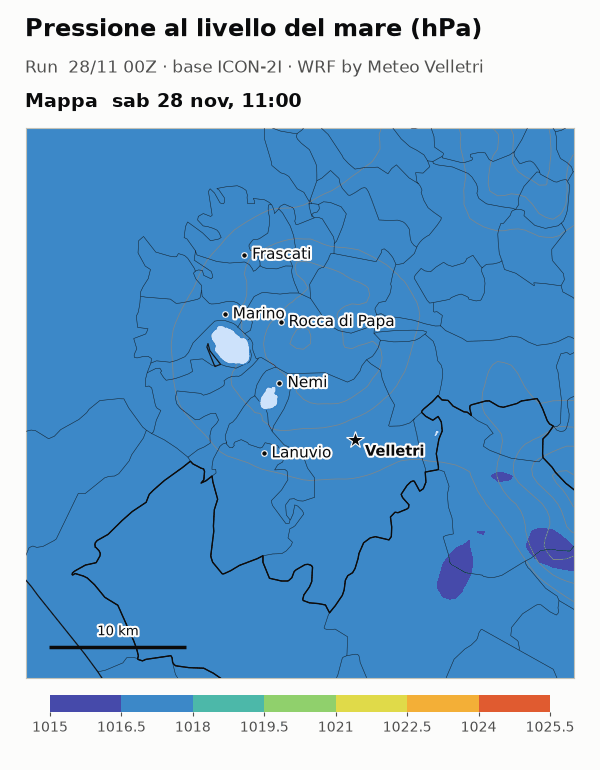 Pressione al livello del mare (hPa)
Run  28/11 00Z · base ICON-2I · WRF by Meteo Velletri
Mappa  sab 28 nov, 11:00
Frascati
Marino
Rocca di Papa
Nemi
Velletri
Lanuvio
10 km
1015 1016.5 1018 1019.5 1021 1022.5 1024 1025.5